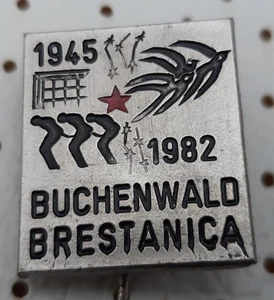 1945
1982
BUCHENWALD
BRESTANICA